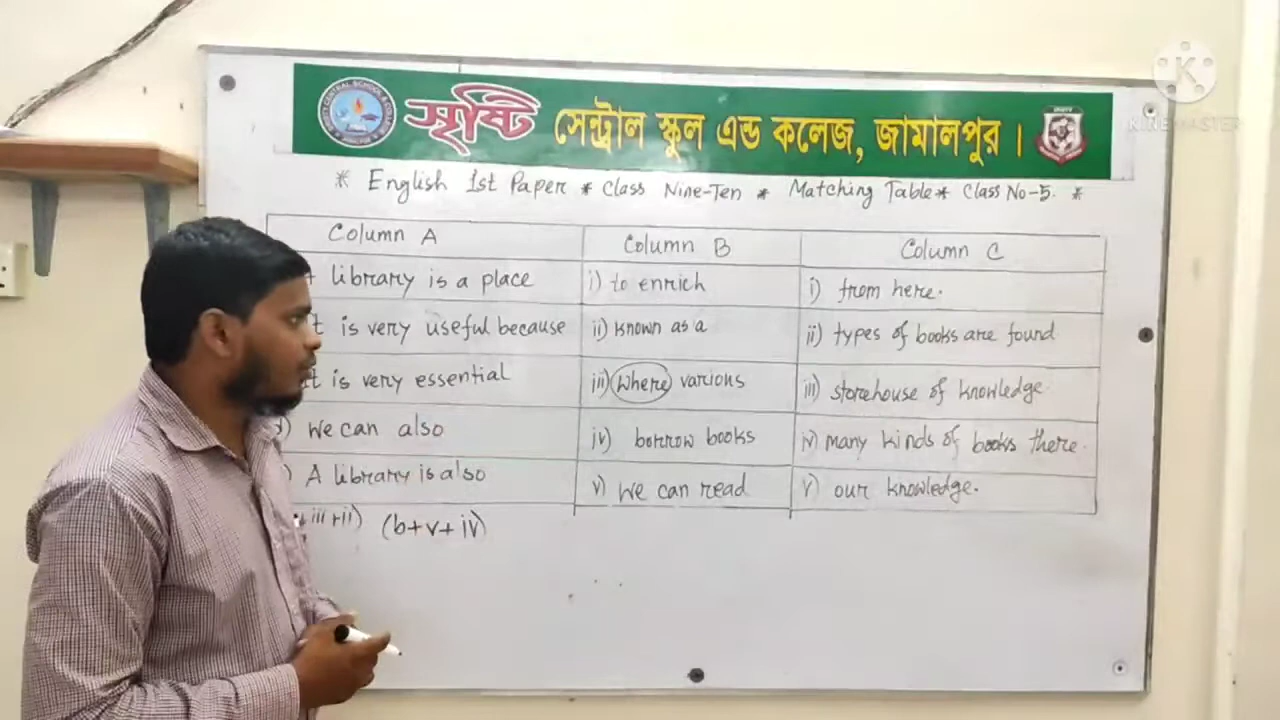 সৃষ্টি সেন্ট্রাল স্কুল এন্ড কলেজ, জামালপুর।
KINEMASTER
* English 1st Paper * Class Nine-Ten * Matching Table * Class No-5. *
Column A Column B Column C
library is a place i) to enrich i) from here.
t is very useful because ii) known as a ii) types of books are found
t is very essential iii) where various iii) storehouse of knowledge.
d) we can also iv) borrow books iv) many kinds of books there.
) A library is also v) we can read v) our knowledge.
+iii+ii) (b+v+iv)